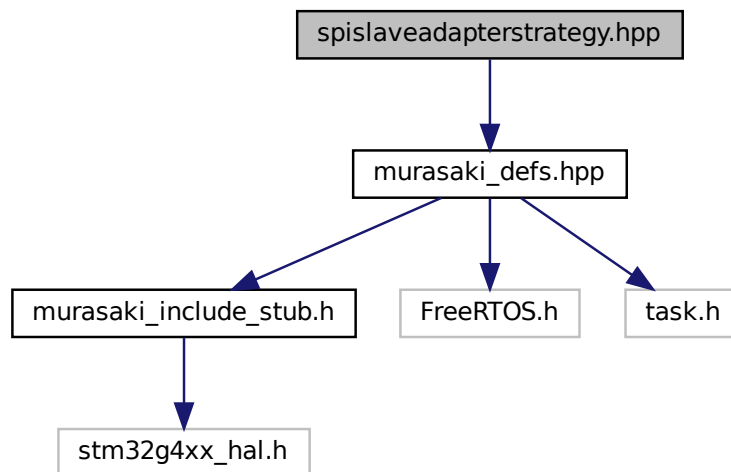 spislaveadapterstrategy.hpp
murasaki_defs.hpp
murasaki_include_stub.h
FreeRTOS.h
task.h
stm32g4xx_hal.h